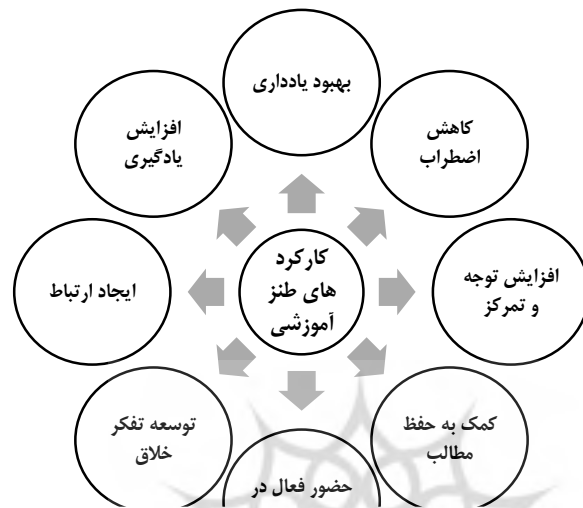 بهبود یادداری
کاهش
اضطراب
افزایش توجه
و تمرکز
کمک به حفظ
مطالب
حضور فعال در
توسعه تفکر
خلاق
ایجاد ارتباط
افزایش
یادگیری
کارکرد
های طنز
آموزشی